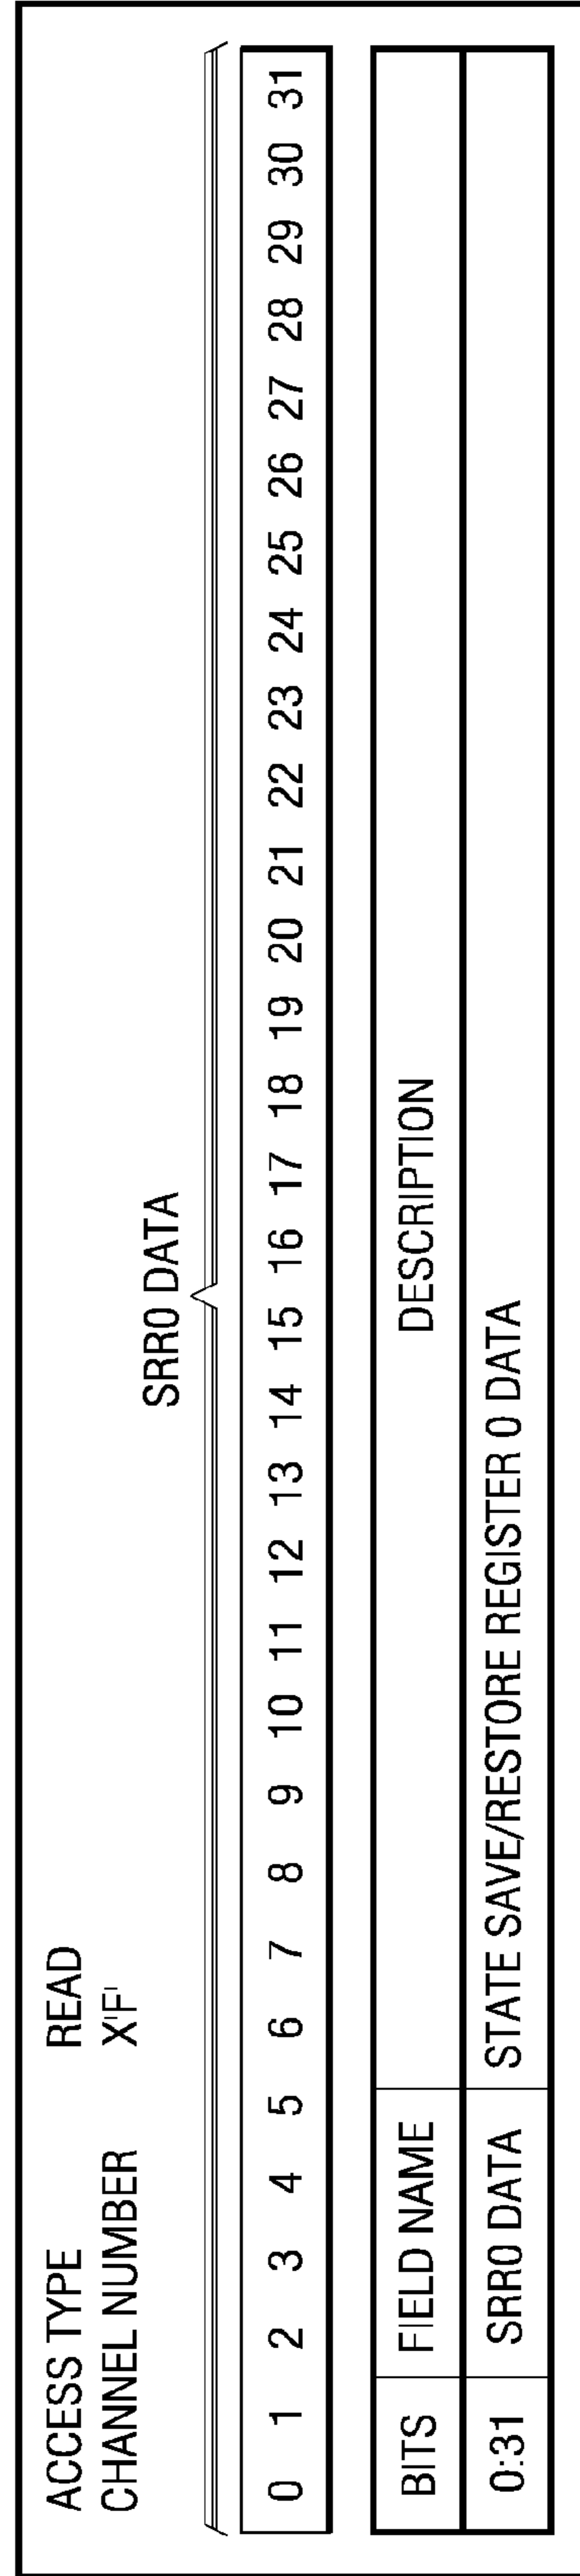 ACCESS TYPE READ
CHANNEL NUMBER X'F'
SRR0 DATA
0 1 2 3 4 5 6 7 8 9 10 11 12 13 14 15 16 17 18 19 20 21 22 23 24 25 26 27 28 29 30 31
BITS FIELD NAME DESCRIPTION
0:31 SRR0 DATA STATE SAVE/RESTORE REGISTER 0 DATA